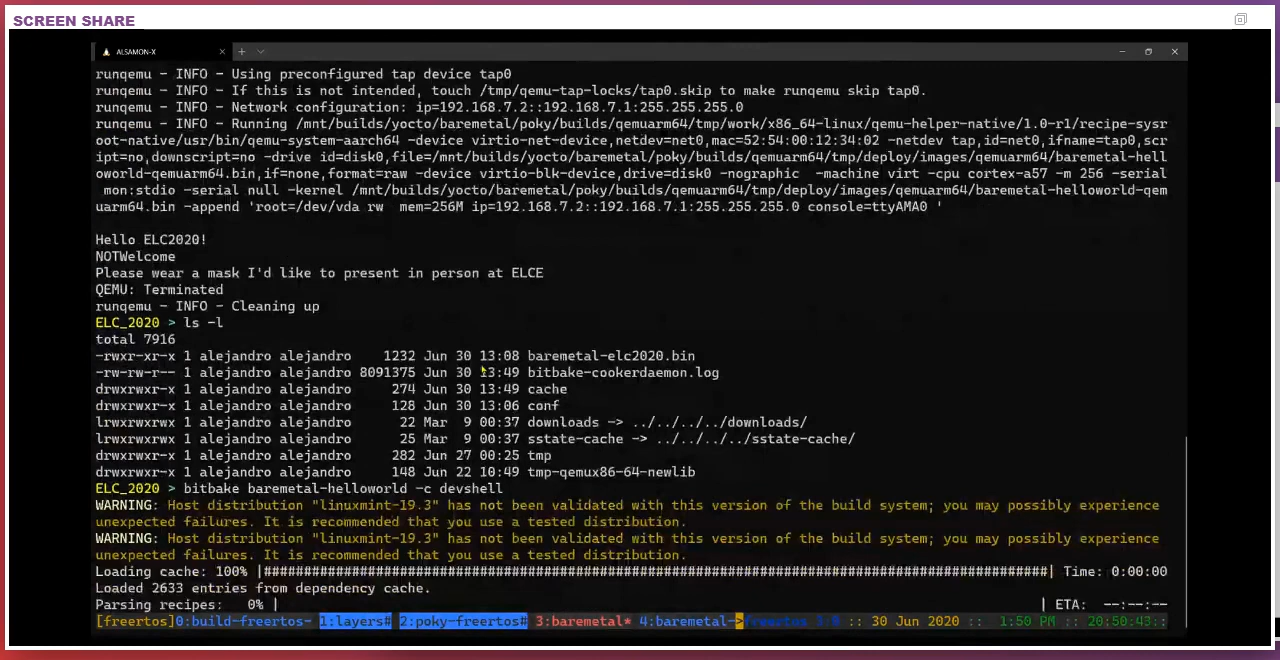 SCREEN SHARE
ALSAMON-X
runqemu - INFO - Using preconfigured tap device tap0
runqemu - INFO - If this is not intended, touch /tmp/qemu-tap-locks/tap0.skip to make runqemu skip tap0.
runqemu - INFO - Network configuration: ip=192.168.7.2::192.168.7.1:255.255.255.0
runqemu - INFO - Running /mnt/builds/yocto/baremetal/poky/builds/qemuarm64/tmp/work/x86_64-linux/qemu-helper-native/1.0-r1/recipe-sysr
oot-native/usr/bin/qemu-system-aarch64 -device virtio-net-device,netdev=net0,mac=52:54:00:12:34:02 -netdev tap,id=net0,ifname=tap0,scr
ipt=no,downscript=no -drive id=disk0,file=/mnt/builds/yocto/baremetal/poky/builds/qemuarm64/tmp/deploy/images/qemuarm64/baremetal-hell
oworld-qemuarm64.bin,if=none,format=raw -device virtio-blk-device,drive=disk0 -nographic  -machine virt -cpu cortex-a57 -m 256 -serial
 mon:stdio -serial null -kernel /mnt/builds/yocto/baremetal/poky/builds/qemuarm64/tmp/deploy/images/qemuarm64/baremetal-helloworld-qem
uarm64.bin -append 'root=/dev/vda rw  mem=256M ip=192.168.7.2::192.168.7.1:255.255.255.0 console=ttyAMA0 '
Hello ELC2020!
NOTWelcome
Please wear a mask I'd like to present in person at ELCE
QEMU: Terminated
runqemu - INFO - Cleaning up
ELC_2020 > ls -l
total 7916
-rwxr-xr-x 1 alejandro alejandro    1232 Jun 30 13:08 baremetal-elc2020.bin
-rw-rw-r-- 1 alejandro alejandro 8091375 Jun 30 13:49 bitbake-cookerdaemon.log
drwxrwxr-x 1 alejandro alejandro     274 Jun 30 13:49 cache
drwxrwxr-x 1 alejandro alejandro     128 Jun 30 13:06 conf
lrwxrwxrwx 1 alejandro alejandro      22 Mar  9 00:37 downloads -> ../../../../downloads/
lrwxrwxrwx 1 alejandro alejandro      25 Mar  9 00:37 sstate-cache -> ../../../../sstate-cache/
drwxrwxr-x 1 alejandro alejandro     282 Jun 27 00:25 tmp
drwxrwxr-x 1 alejandro alejandro     148 Jun 22 10:49 tmp-qemux86-64-newlib
ELC_2020 > bitbake baremetal-helloworld -c devshell
WARNING: Host distribution "linuxmint-19.3" has not been validated with this version of the build system; you may possibly experience
unexpected failures. It is recommended that you use a tested distribution.
WARNING: Host distribution "linuxmint-19.3" has not been validated with this version of the build system; you may possibly experience
unexpected failures. It is recommended that you use a tested distribution.
Loading cache: 100% |##################################################################################################| Time: 0:00:00
Loaded 2633 entries from dependency cache.
Parsing recipes:   0% |                                                                                                | ETA:  --:--:--
[freertos]0:build-freertos- 1:layers# 2:poky-freertos# 3:baremetal* 4:baremetal-> freertos 3:0 :: 30 Jun 2020 ::  1:50 PM :: 20:50:43::